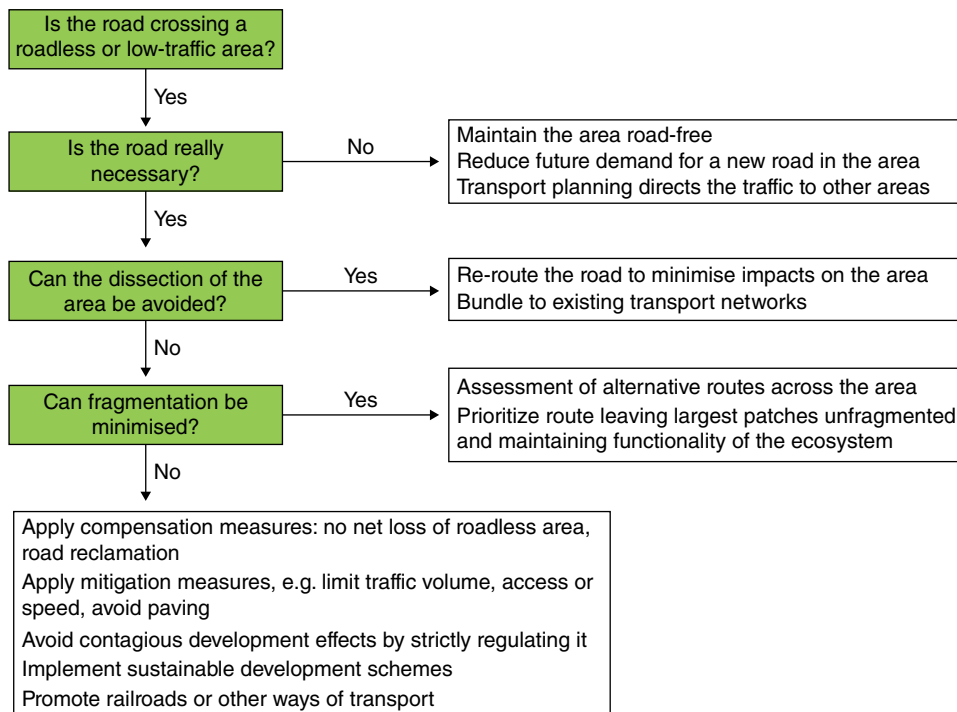 Is the road crossing a
roadless or low-traffic area?
Yes
Is the road really
necessary?
No
Maintain the area road-free
Reduce future demand for a new road in the area
Transport planning directs the traffic to other areas
Yes
Can the dissection of the
area be avoided?
Yes
Re-route the road to minimise impacts on the area
Bundle to existing transport networks
No
Can fragmentation be
minimised?
Yes
Assessment of alternative routes across the area
Prioritize route leaving largest patches unfragmented
and maintaining functionality of the ecosystem
No
Apply compensation measures: no net loss of roadless area,
road reclamation
Apply mitigation measures, e.g. limit traffic volume, access or
speed, avoid paving
Avoid contagious development effects by strictly regulating it
Implement sustainable development schemes
Promote railroads or other ways of transport